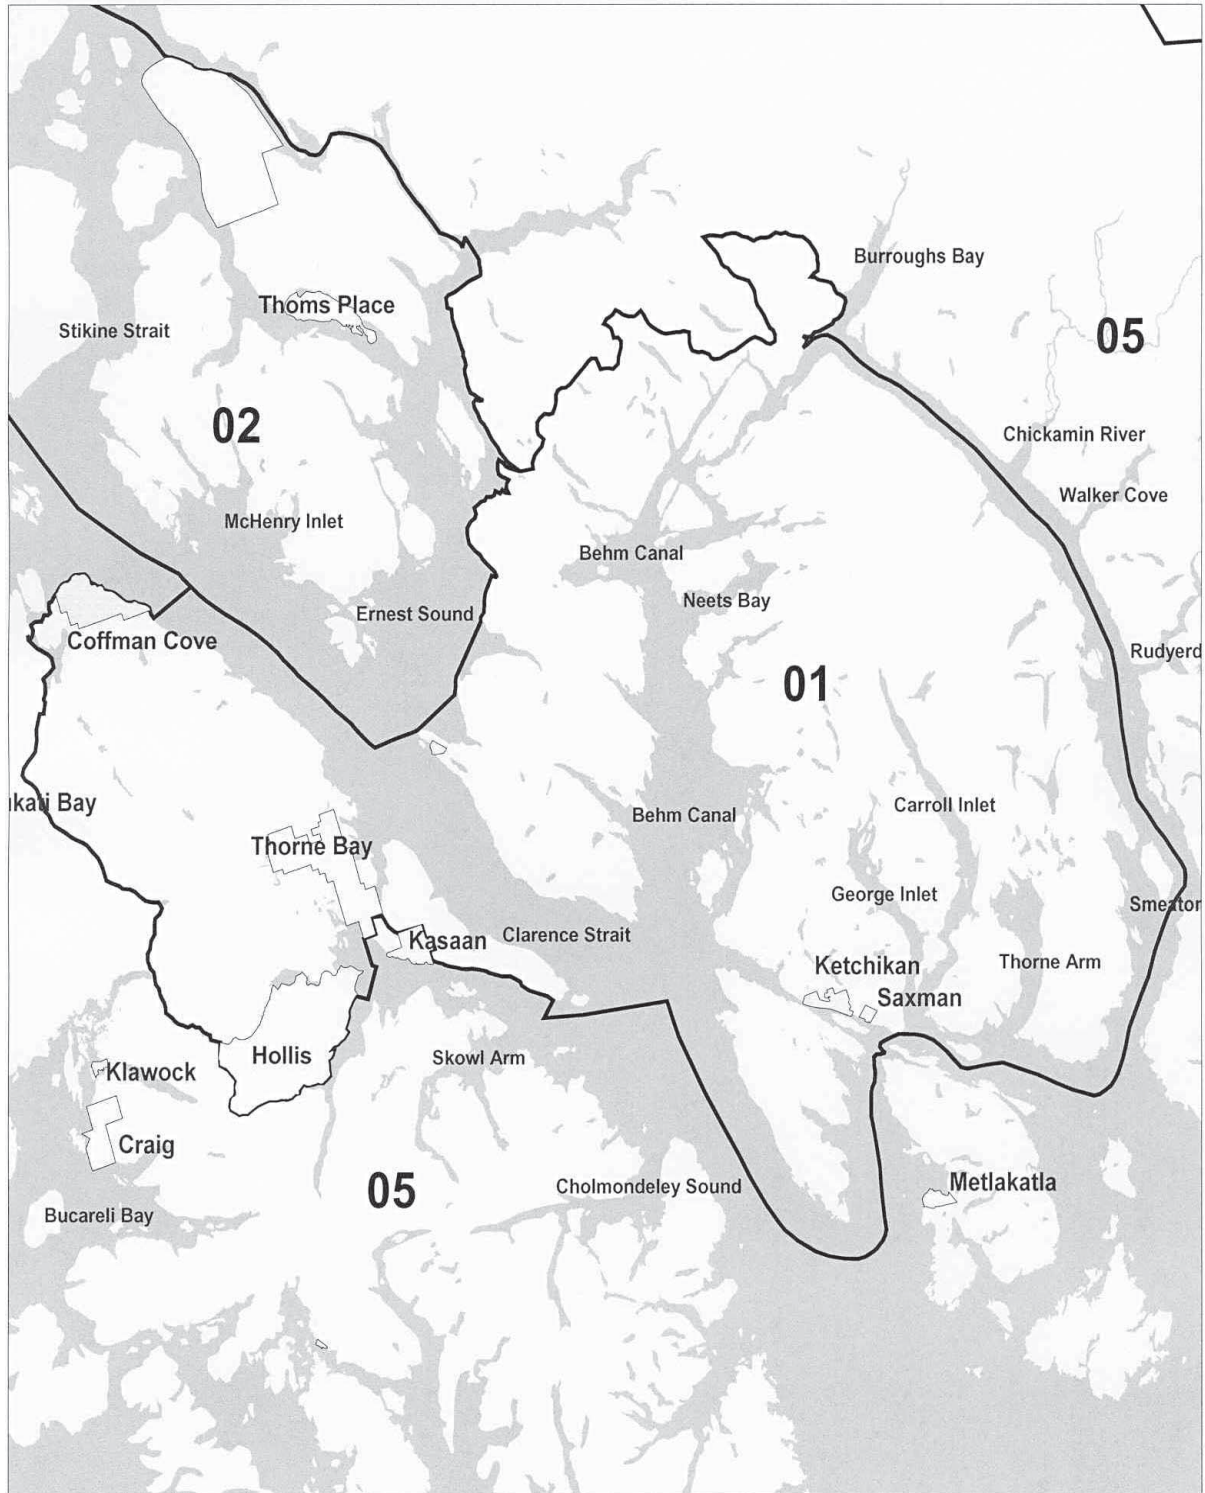 Burroughs Bay
Thoms Place
Stikine Strait
05
02
Chickamin River
Walker Cove
McHenry Inlet
Behm Canal
Neets Bay
Ernest Sound
Coffman Cove
Rudyerd
01
ukati Bay
Carroll Inlet
Behm Canal
Thorne Bay
George Inlet
Smeaton
Clarence Strait
Kasaan
Thorne Arm
Ketchikan
Saxman
Hollis
Skowl Arm
Klawock
Craig
Metlakatla
Cholmondeley Sound
05
Bucareli Bay